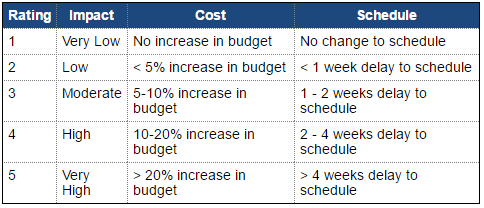 Rating Impact Cost Schedule
1 Very Low No increase in budget No change to schedule
2 Low < 5% increase in budget < 1 week delay to schedule
3 Moderate 5-10% increase in budget 1 - 2 weeks delay to schedule
4 High 10-20% increase in budget 2 - 4 weeks delay to schedule
5 Very High > 20% increase in budget > 4 weeks delay to schedule